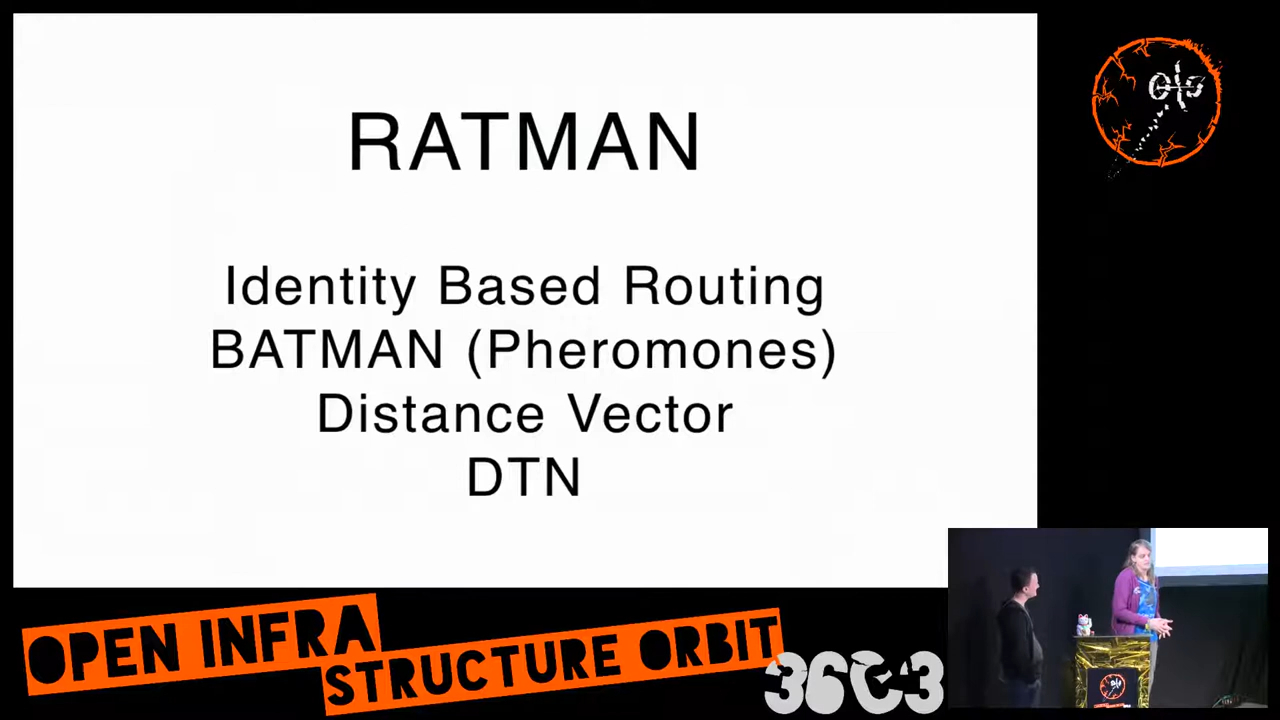 RATMAN
Identity Based Routing
BATMAN (Pheromones)
Distance Vector
DTN
OPEN INFRA
STRUCTURE ORBIT
36C3